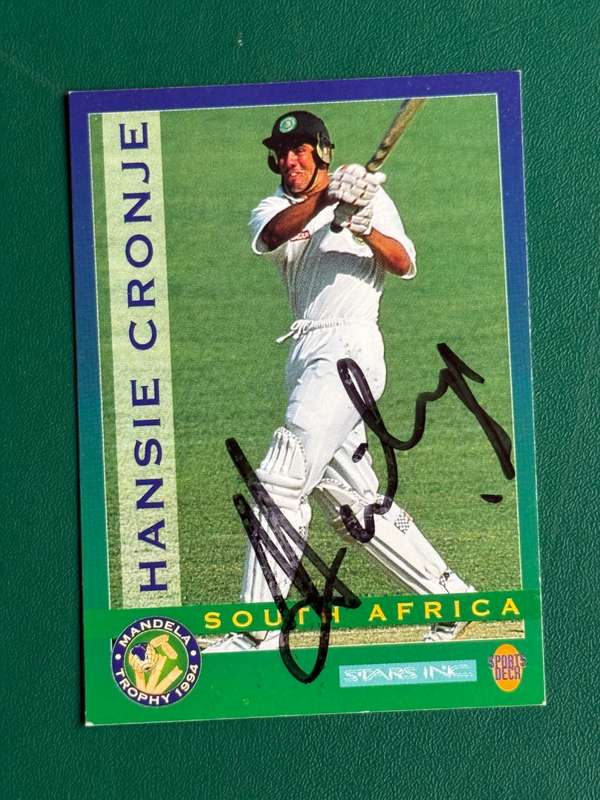 HANSIE CRONJE
SOUTH AFRICA
MANDELA
TROPHY 1994
STARS INC.
SPORTS
DECK